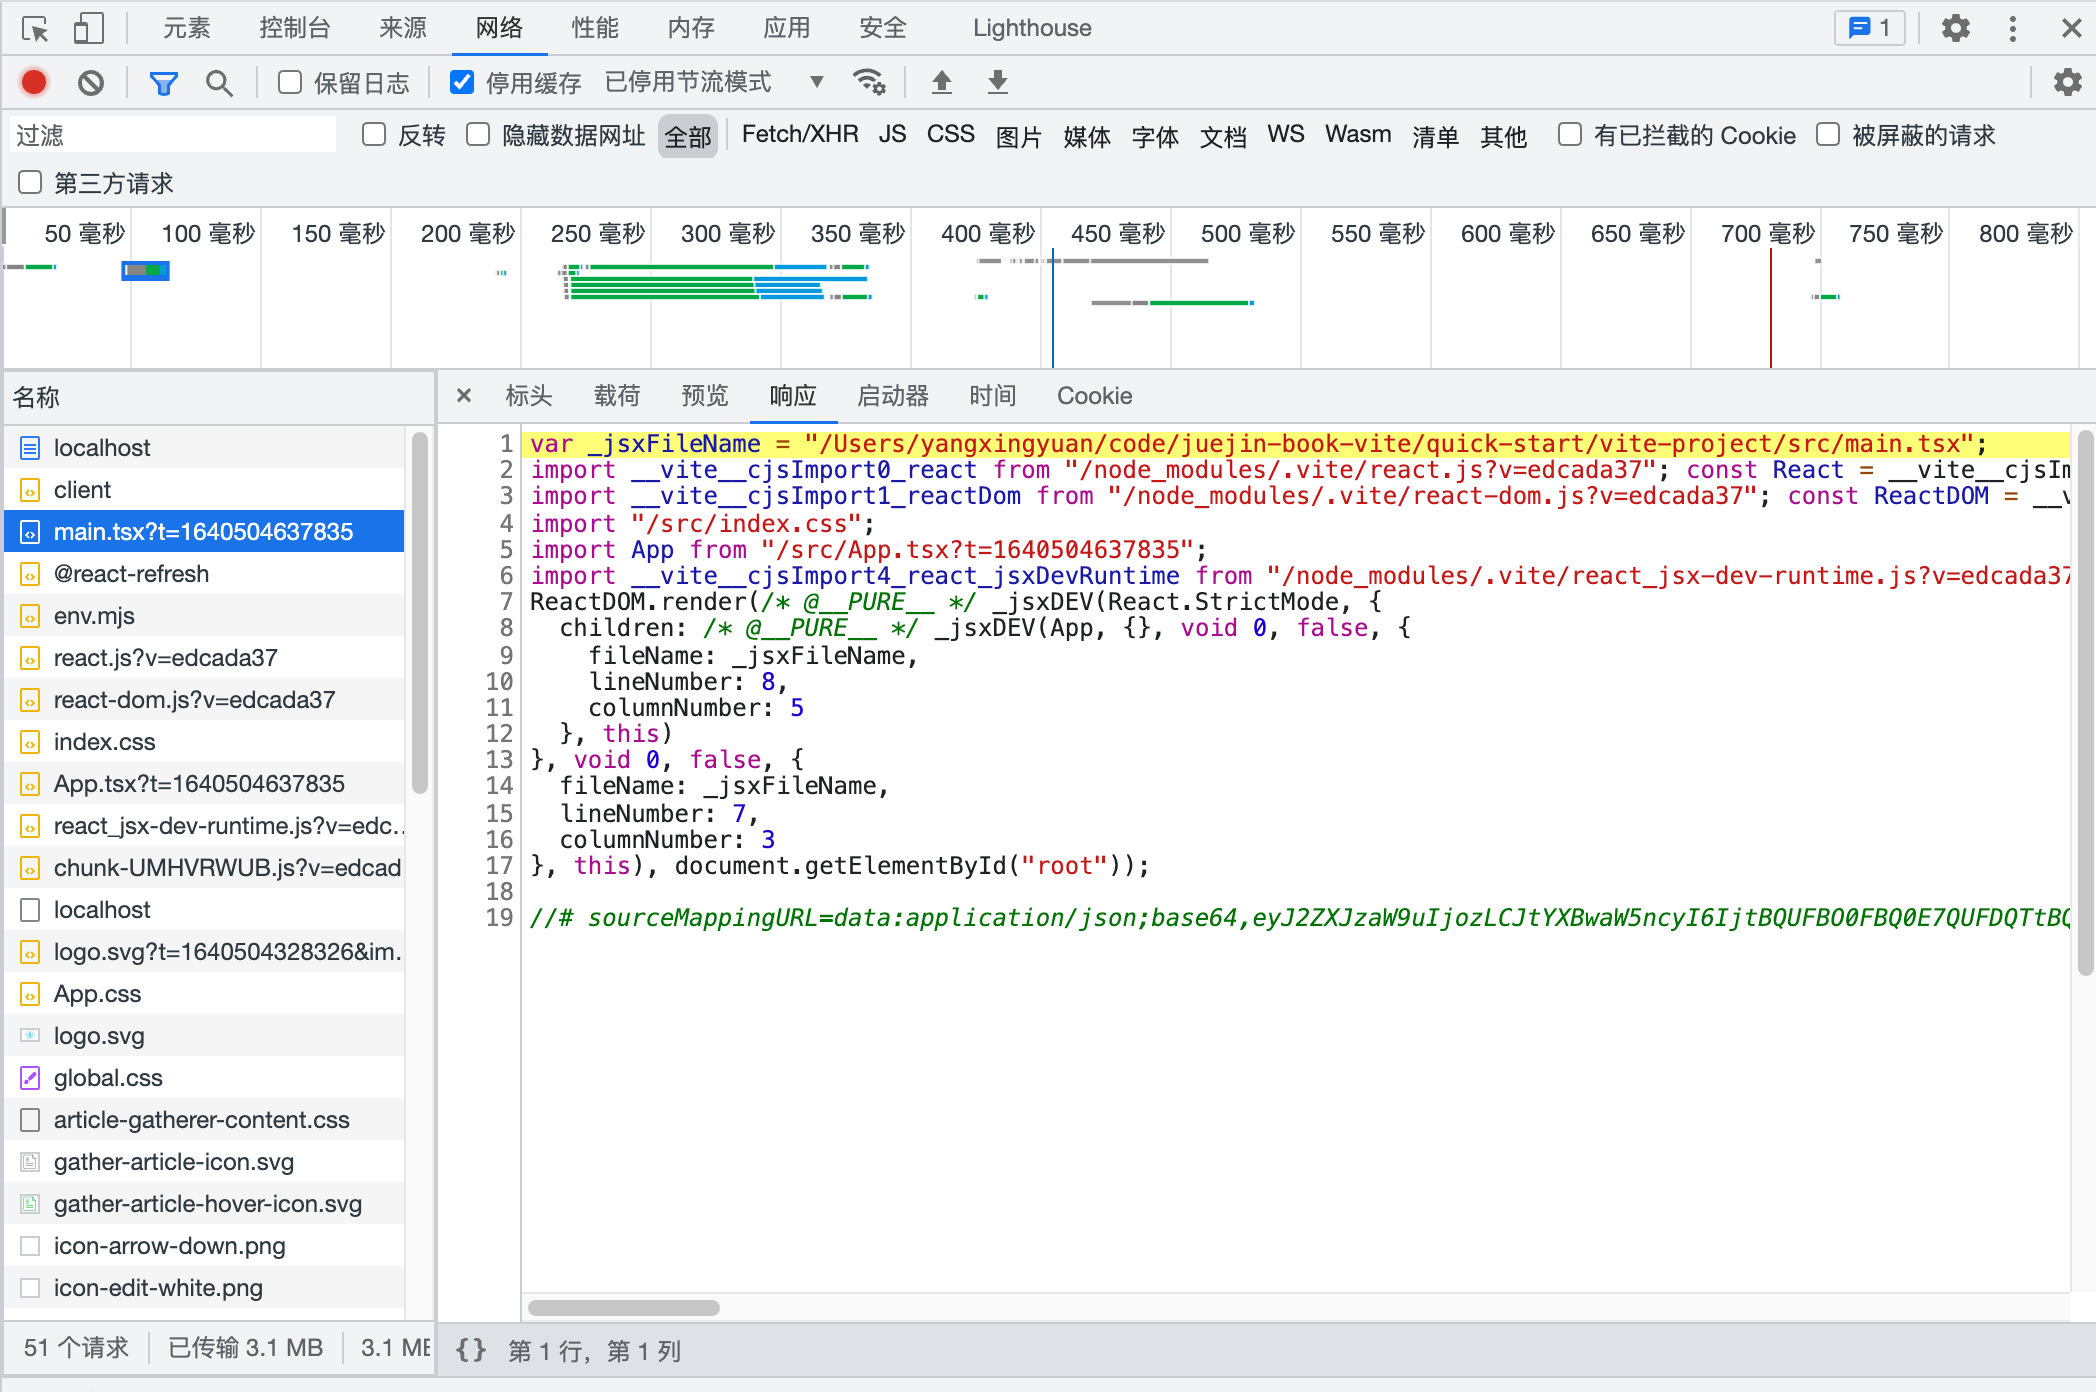 元素 控制台 来源 网络 性能 内存 应用 安全 Lighthouse 1
保留日志 停用缓存 已停用节流模式
过滤 反转 隐藏数据网址 全部 Fetch/XHR JS CSS 图片 媒体 字体 文档 WS Wasm 清单 其他 有已拦截的 Cookie 被屏蔽的请求
第三方请求
50 毫秒 100 毫秒 150 毫秒 200 毫秒 250 毫秒 300 毫秒 350 毫秒 400 毫秒 450 毫秒 500 毫秒 550 毫秒 600 毫秒 650 毫秒 700 毫秒 750 毫秒 800 毫秒
名称
localhost
client
main.tsx?t=1640504637835
@react-refresh
env.mjs
react.js?v=edcada37
react-dom.js?v=edcada37
index.css
App.tsx?t=1640504637835
react_jsx-dev-runtime.js?v=edc…
chunk-UMHVRWUB.js?v=edcad
localhost
logo.svg?t=1640504328326&im…
App.css
logo.svg
global.css
article-gatherer-content.css
gather-article-icon.svg
gather-article-hover-icon.svg
icon-arrow-down.png
icon-edit-white.png
51 个请求 已传输 3.1 MB 3.1 ME
× 标头 载荷 预览 响应 启动器 时间 Cookie
1 var _jsxFileName = "/Users/yangxingyuan/code/juejin-book-vite/quick-start/vite-project/src/main.tsx";
2 import __vite__cjsImport0_react from "/node_modules/.vite/react.js?v=edcada37"; const React = __vite__cjsIm
3 import __vite__cjsImport1_reactDom from "/node_modules/.vite/react-dom.js?v=edcada37"; const ReactDOM = __v
4 import "/src/index.css";
5 import App from "/src/App.tsx?t=1640504637835";
6 import __vite__cjsImport4_react_jsxDevRuntime from "/node_modules/.vite/react_jsx-dev-runtime.js?v=edcada37
7 ReactDOM.render(/* @__PURE__ */ _jsxDEV(React.StrictMode, {
8   children: /* @__PURE__ */ _jsxDEV(App, {}, void 0, false, {
9     fileName: _jsxFileName,
10     lineNumber: 8,
11     columnNumber: 5
12   }, this)
13 }, void 0, false, {
14   fileName: _jsxFileName,
15   lineNumber: 7,
16   columnNumber: 3
17 }, this), document.getElementById("root"));
18
19 //# sourceMappingURL=data:application/json;base64,eyJ2ZXJzaW9uIjozLCJtYXBwaW5ncyI6IjtBQUFBO0FBQ0E7QUFDQTtBQ
{} 第 1 行，第 1 列